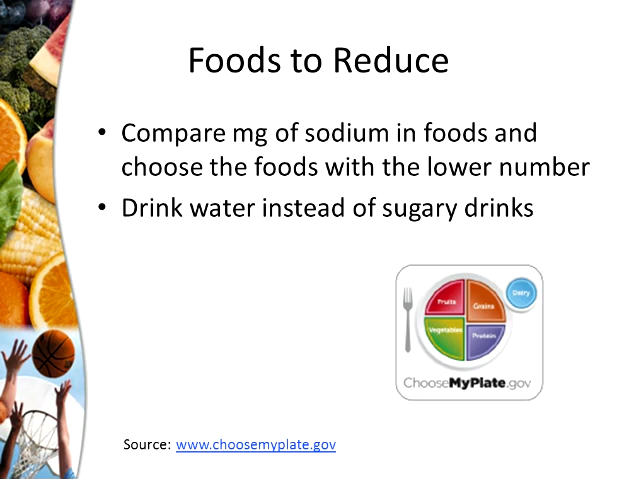 Foods to Reduce
• Compare mg of sodium in foods and
choose the foods with the lower number
• Drink water instead of sugary drinks
Dairy
Fruits
Grains
Vegetables
Protein
ChooseMyPlate.gov
Source: www.choosemyplate.gov